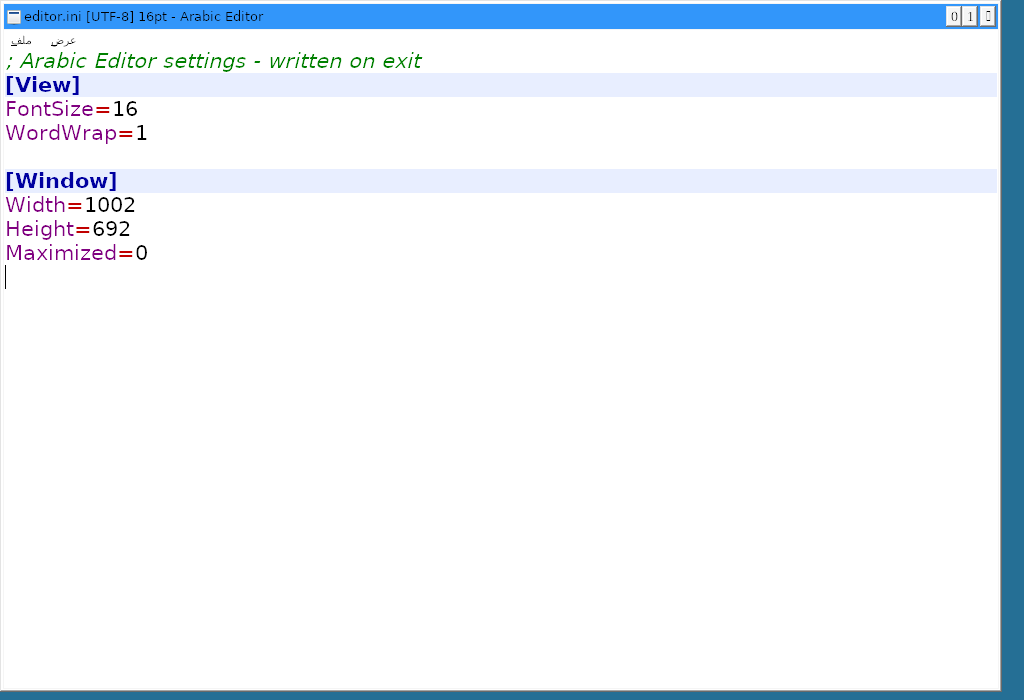 editor.ini [UTF-8] 16pt - Arabic Editor
ملف عرض
; Arabic Editor settings - written on exit
[View]
FontSize=16
WordWrap=1
[Window]
Width=1002
Height=692
Maximized=0